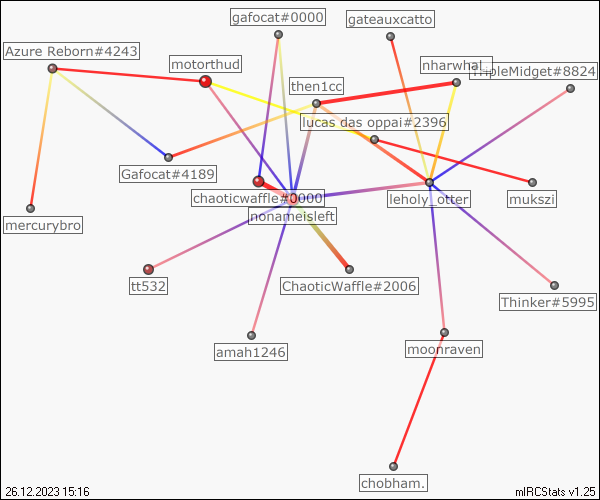 gafocat#0000
gateauxcatto
Azure Reborn#4243
motorthud
nharwhal_
DibleMidget#8824
then1cc
lucas das oppai#2396
Gafocat#4189
chaoticwaffle#0000
leholy_otter
mukszi
nonameisleft
mercurybro
tt532
ChaoticWaffle#2006
Thinker#5995
amah1246
moonraven
chobham.
26.12.2023 15:16
mIRCStats v1.25